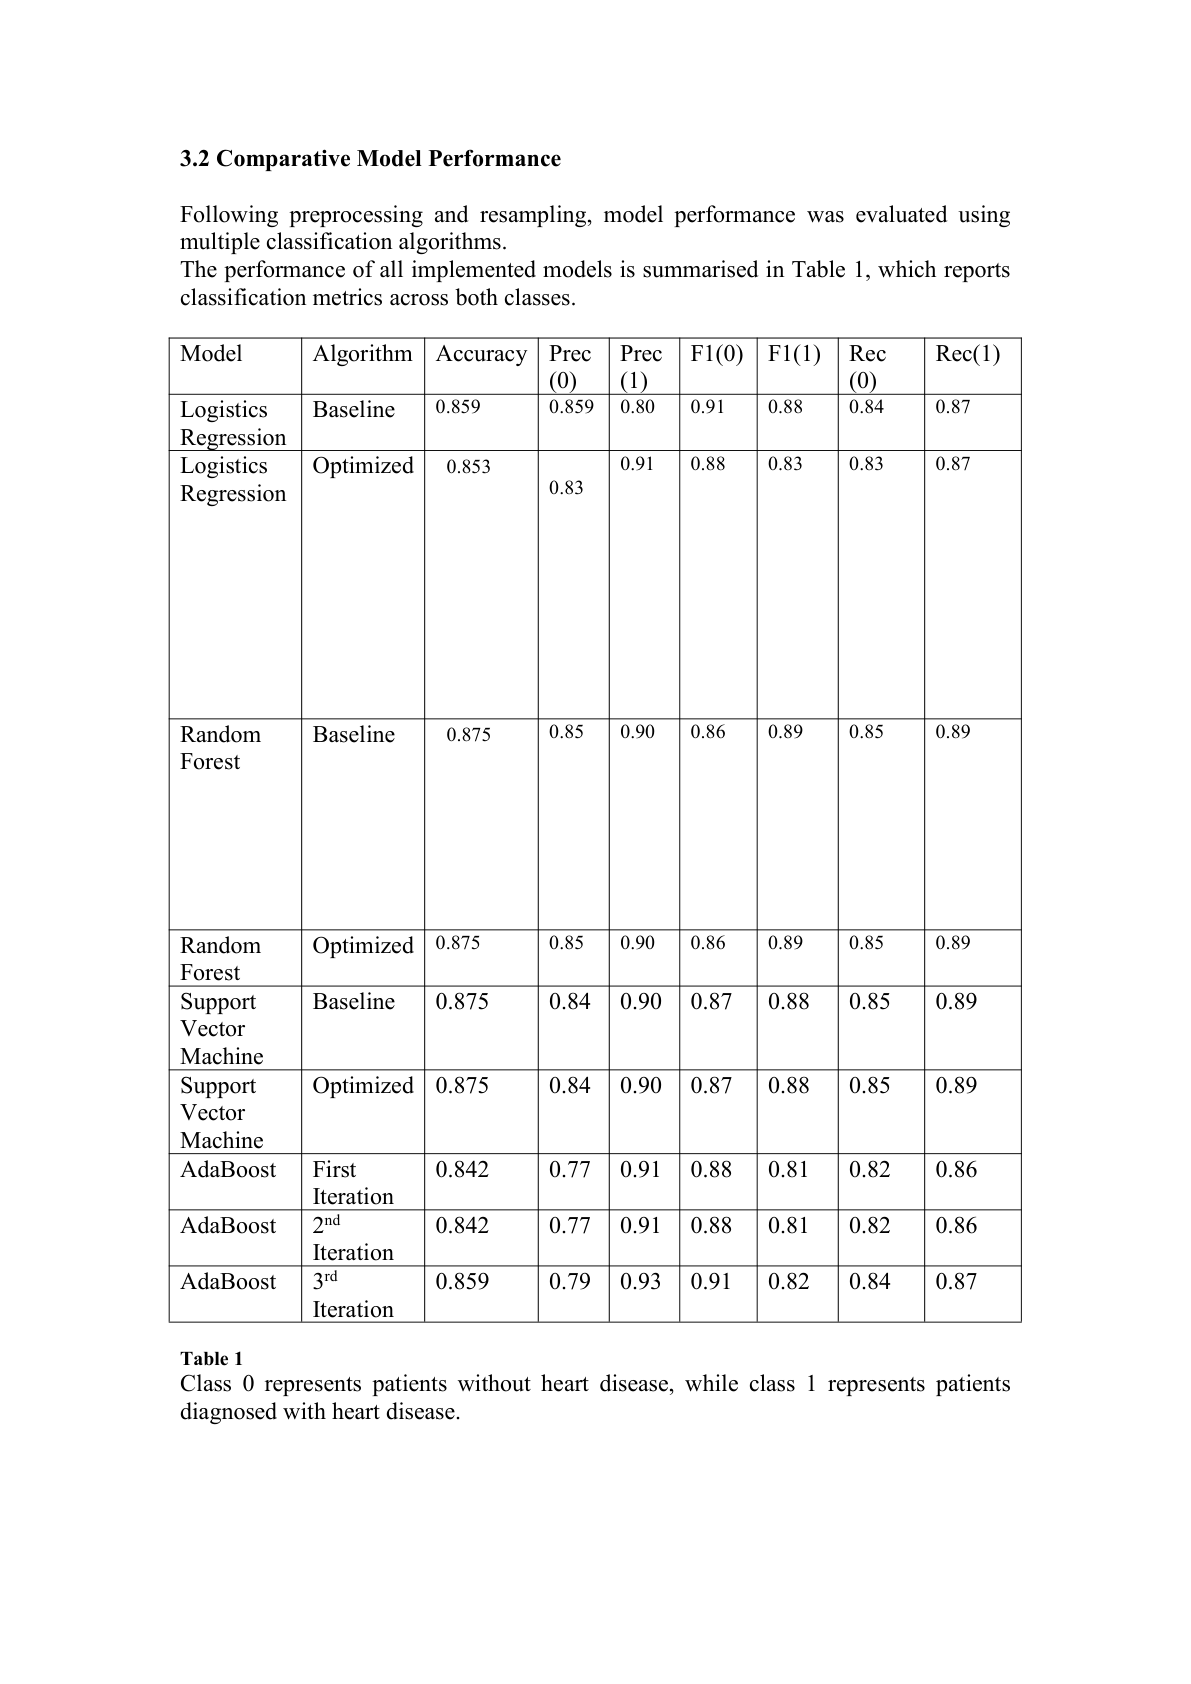 3.2 Comparative Model Performance
Following preprocessing and resampling, model performance was evaluated using
multiple classification algorithms.
The performance of all implemented models is summarised in Table 1, which reports
classification metrics across both classes.
Model Algorithm Accuracy Prec (0) Prec (1) F1(0) F1(1) Rec (0) Rec(1)
Logistics Regression Baseline 0.859 0.859 0.80 0.91 0.88 0.84 0.87
Logistics Regression Optimized 0.853 0.83 0.91 0.88 0.83 0.83 0.87
Random Forest Baseline 0.875 0.85 0.90 0.86 0.89 0.85 0.89
Random Forest Optimized 0.875 0.85 0.90 0.86 0.89 0.85 0.89
Support Vector Machine Baseline 0.875 0.84 0.90 0.87 0.88 0.85 0.89
Support Vector Machine Optimized 0.875 0.84 0.90 0.87 0.88 0.85 0.89
AdaBoost First Iteration 0.842 0.77 0.91 0.88 0.81 0.82 0.86
AdaBoost 2nd Iteration 0.842 0.77 0.91 0.88 0.81 0.82 0.86
AdaBoost 3rd Iteration 0.859 0.79 0.93 0.91 0.82 0.84 0.87
Table 1
Class 0 represents patients without heart disease, while class 1 represents patients
diagnosed with heart disease.